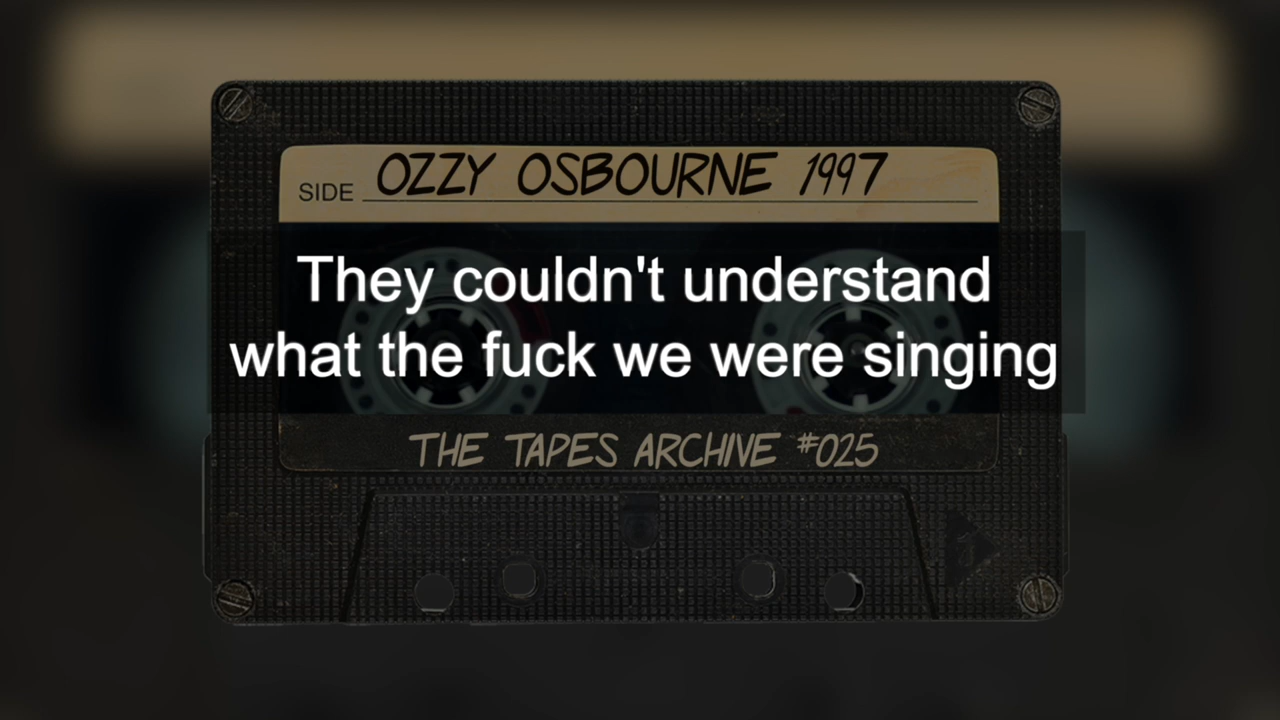 SIDE OZZY OSBOURNE 1997
They couldn't understand
what the fuck we were singing
THE TAPES ARCHIVE #025